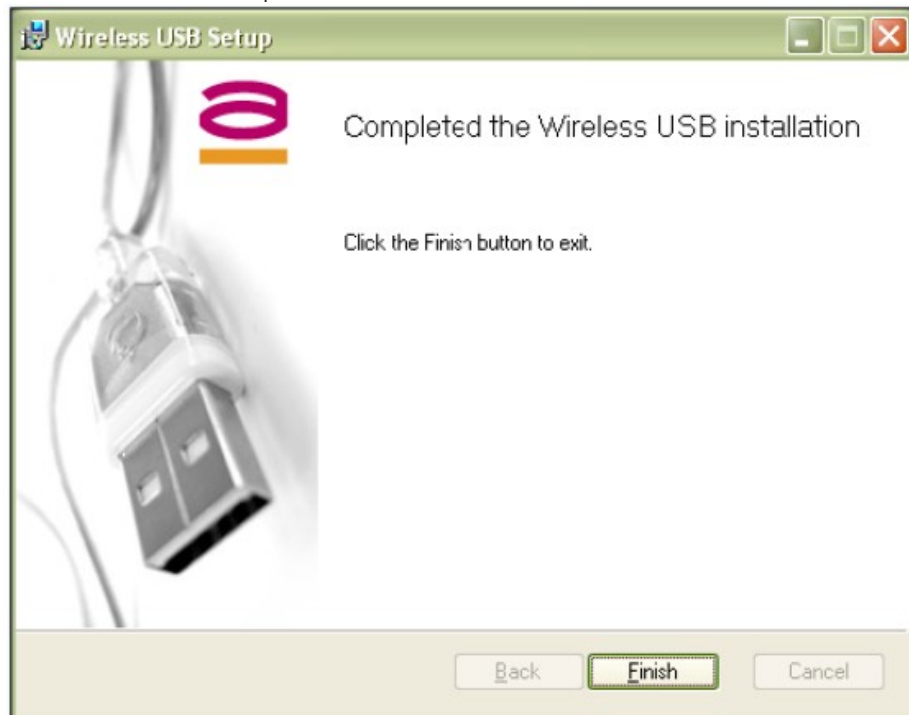 Wireless USB Setup
Completed the Wireless USB installation
Click the Finish button to exit.
Back
Finish
Cancel